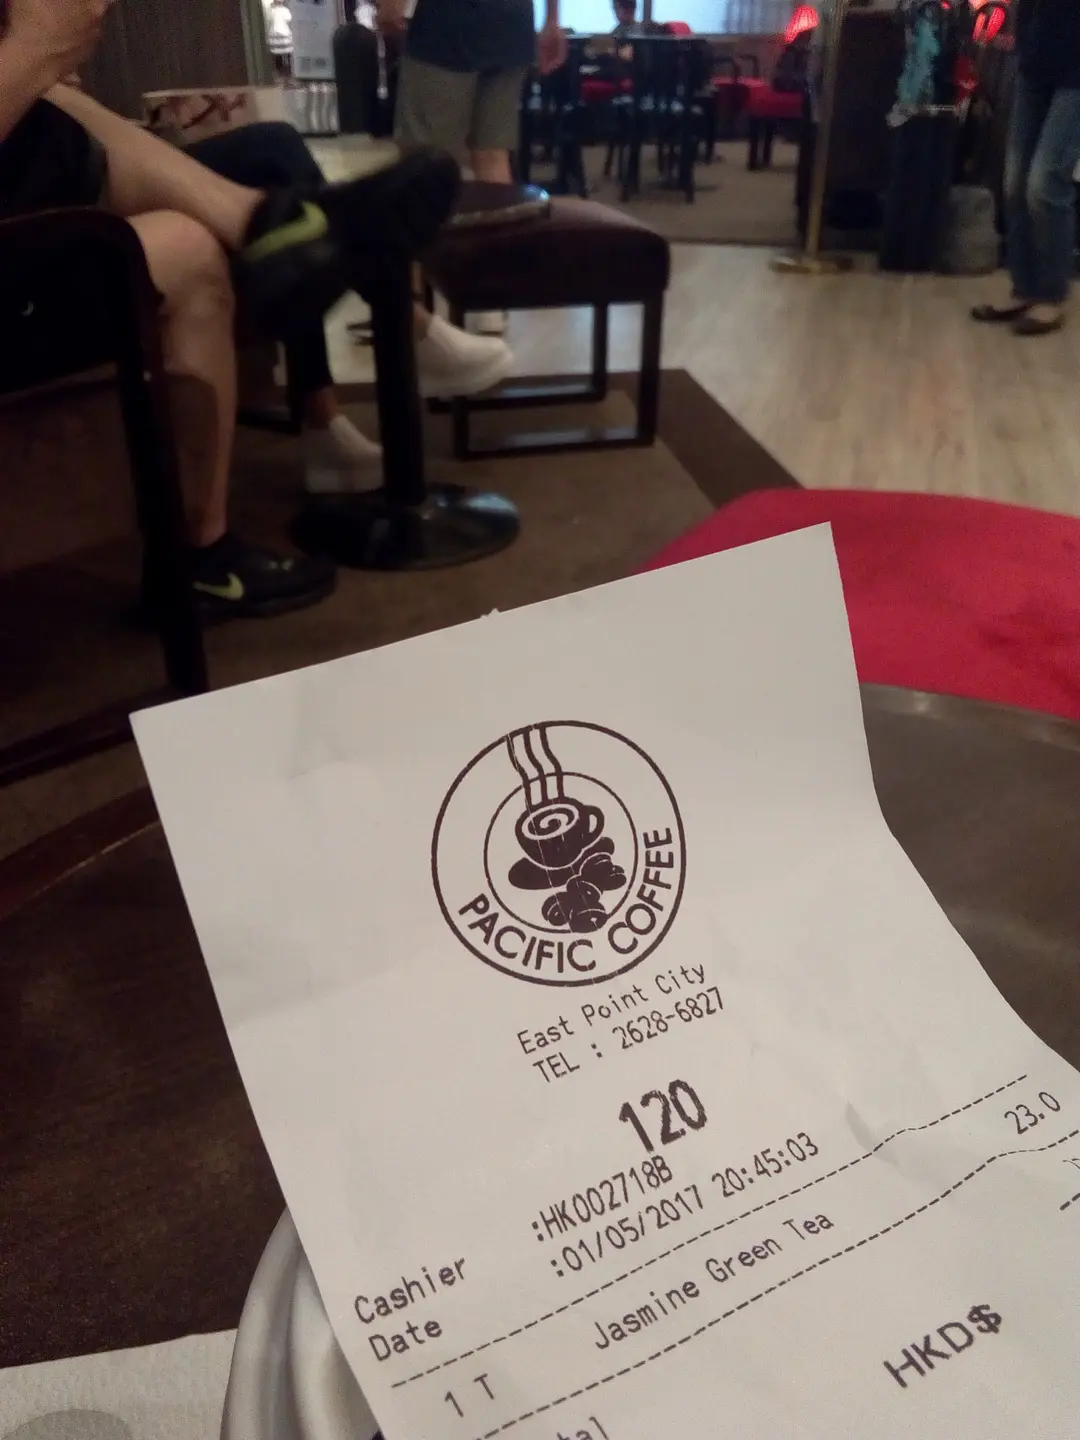 PACIFIC COFFEE
East Point City
TEL : 2628-6827
120
Cashier :HK002718B
Date :01/05/2017 20:45:03
1 T Jasmine Green Tea 23.0
HKD$